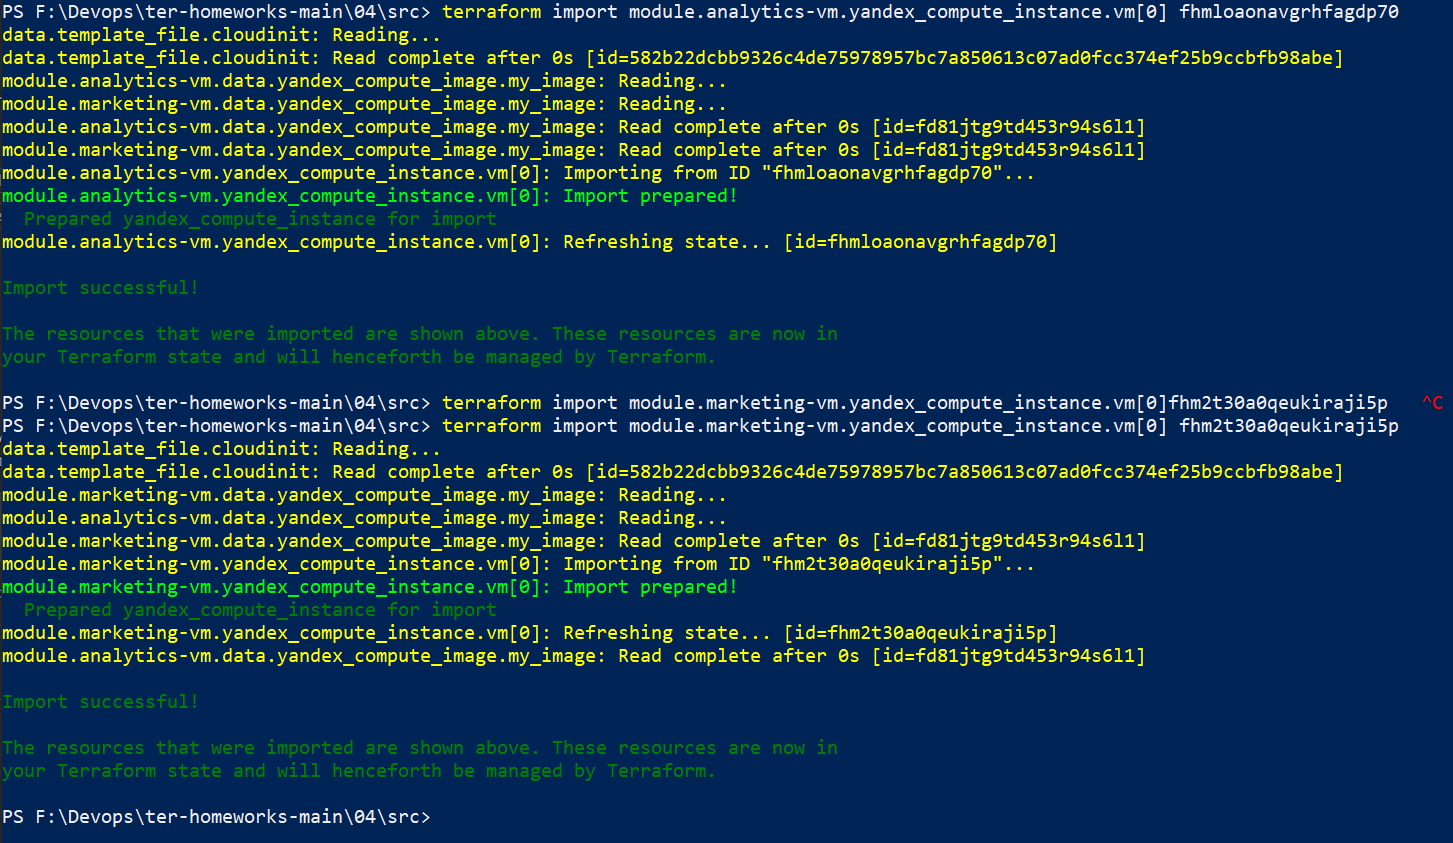 PS F:\Devops\ter-homeworks-main\04\src> terraform import module.analytics-vm.yandex_compute_instance.vm[0] fhmloaonavgrhfagdp70
data.template_file.cloudinit: Reading...
data.template_file.cloudinit: Read complete after 0s [id=582b22dcbb9326c4de75978957bc7a850613c07ad0fcc374ef25b9ccbfb98abe]
module.analytics-vm.data.yandex_compute_image.my_image: Reading...
module.marketing-vm.data.yandex_compute_image.my_image: Reading...
module.analytics-vm.data.yandex_compute_image.my_image: Read complete after 0s [id=fd81jtg9td453r94s6l1]
module.marketing-vm.data.yandex_compute_image.my_image: Read complete after 0s [id=fd81jtg9td453r94s6l1]
module.analytics-vm.yandex_compute_instance.vm[0]: Importing from ID "fhmloaonavgrhfagdp70"...
module.analytics-vm.yandex_compute_instance.vm[0]: Import prepared!
  Prepared yandex_compute_instance for import
module.analytics-vm.yandex_compute_instance.vm[0]: Refreshing state... [id=fhmloaonavgrhfagdp70]
Import successful!
The resources that were imported are shown above. These resources are now in
your Terraform state and will henceforth be managed by Terraform.
PS F:\Devops\ter-homeworks-main\04\src> terraform import module.marketing-vm.yandex_compute_instance.vm[0]fhm2t30a0qeukiraji5p   ^C
PS F:\Devops\ter-homeworks-main\04\src> terraform import module.marketing-vm.yandex_compute_instance.vm[0] fhm2t30a0qeukiraji5p
data.template_file.cloudinit: Reading...
data.template_file.cloudinit: Read complete after 0s [id=582b22dcbb9326c4de75978957bc7a850613c07ad0fcc374ef25b9ccbfb98abe]
module.marketing-vm.data.yandex_compute_image.my_image: Reading...
module.analytics-vm.data.yandex_compute_image.my_image: Reading...
module.marketing-vm.data.yandex_compute_image.my_image: Read complete after 0s [id=fd81jtg9td453r94s6l1]
module.marketing-vm.yandex_compute_instance.vm[0]: Importing from ID "fhm2t30a0qeukiraji5p"...
module.marketing-vm.yandex_compute_instance.vm[0]: Import prepared!
  Prepared yandex_compute_instance for import
module.marketing-vm.yandex_compute_instance.vm[0]: Refreshing state... [id=fhm2t30a0qeukiraji5p]
module.analytics-vm.data.yandex_compute_image.my_image: Read complete after 0s [id=fd81jtg9td453r94s6l1]
Import successful!
The resources that were imported are shown above. These resources are now in
your Terraform state and will henceforth be managed by Terraform.
PS F:\Devops\ter-homeworks-main\04\src>